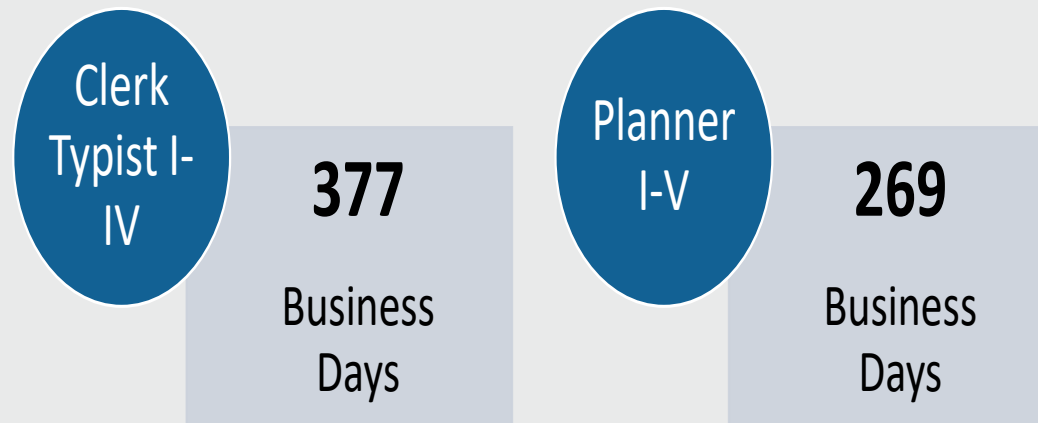 Clerk
Typist I-
IV
377
Business
Days
Planner
I-V
269
Business
Days